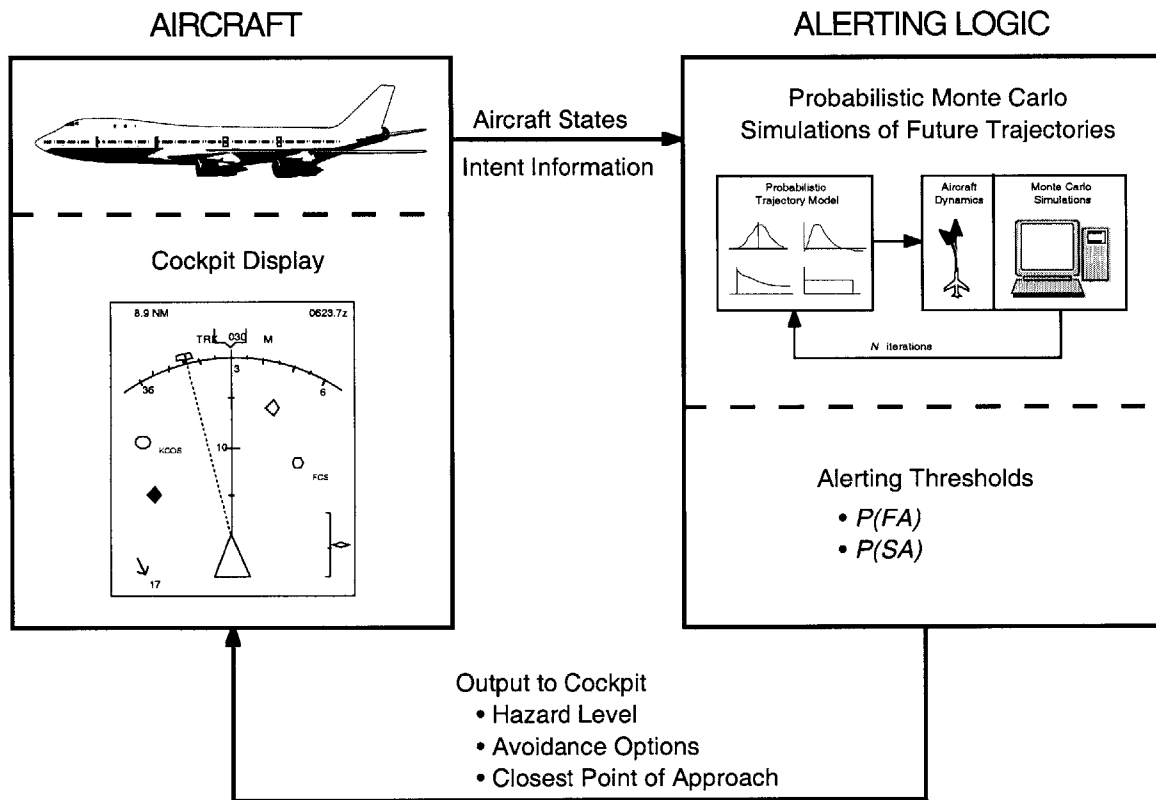 AIRCRAFT
ALERTING LOGIC
Aircraft States
Intent Information
Cockpit Display
8.9 NM
0623.7z
TRK 030 M
36
3
6
KCOS
10
FCS
17
Probabilistic Monte Carlo
Simulations of Future Trajectories
Probabilistic
Trajectory Model
Aircraft
Dynamics
Monte Carlo
Simulations
N iterations
Alerting Thresholds
• P(FA)
• P(SA)
Output to Cockpit
• Hazard Level
• Avoidance Options
• Closest Point of Approach